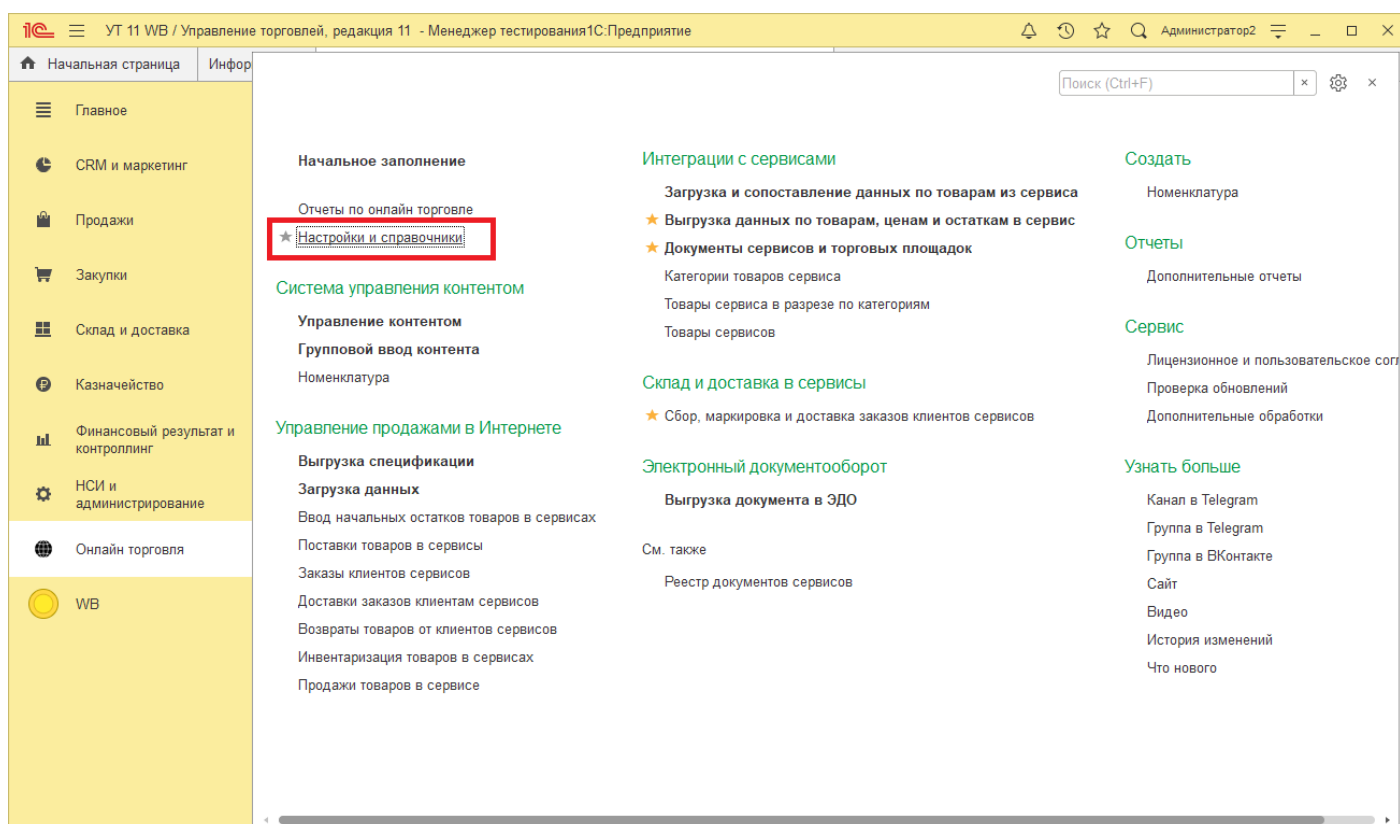 1С УТ 11 WB / Управление торговлей, редакция 11 - Менеджер тестирования1С:Предприятие
Администратор2
Начальная страница
Инфор
Поиск (Ctrl+F)
Главное
CRM и маркетинг
Продажи
Закупки
Склад и доставка
Казначейство
Финансовый результат и
контроллинг
НСИ и
администрирование
Онлайн торговля
WB
Начальное заполнение
Отчеты по онлайн торговле
Настройки и справочники
Система управления контентом
Управление контентом
Групповой ввод контента
Номенклатура
Управление продажами в Интернете
Выгрузка спецификации
Загрузка данных
Ввод начальных остатков товаров в сервисах
Поставки товаров в сервисы
Заказы клиентов сервисов
Доставки заказов клиентам сервисов
Возвраты товаров от клиентов сервисов
Инвентаризация товаров в сервисах
Продажи товаров в сервисе
Интеграции с сервисами
Загрузка и сопоставление данных по товарам из сервиса
Выгрузка данных по товарам, ценам и остаткам в сервис
Документы сервисов и торговых площадок
Категории товаров сервиса
Товары сервиса в разрезе по категориям
Товары сервисов
Склад и доставка в сервисы
Сбор, маркировка и доставка заказов клиентов сервисов
Электронный документооборот
Выгрузка документа в ЭДО
См. также
Реестр документов сервисов
Создать
Номенклатура
Отчеты
Дополнительные отчеты
Сервис
Лицензионное и пользовательское согл
Проверка обновлений
Дополнительные обработки
Узнать больше
Канал в Telegram
Группа в Telegram
Группа в ВКонтакте
Сайт
Видео
История изменений
Что нового